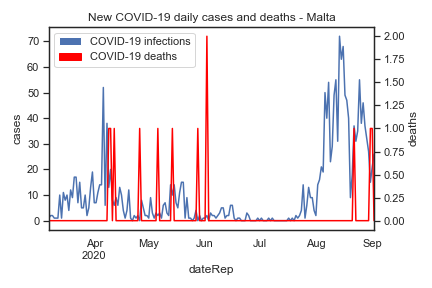 New COVID-19 daily cases and deaths - Malta
COVID-19 infections
COVID-19 deaths
70
60
50
40
30
20
10
0
cases
2.00
1.75
1.50
1.25
1.00
0.75
0.50
0.25
0.00
deaths
Apr May Jun Jul Aug Sep
2020
dateRep